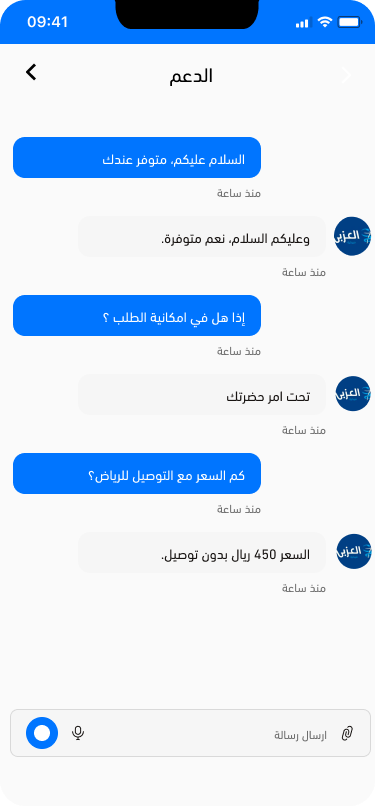 09:41
الدعم
السلام عليكم، متوفر عندك
منذ ساعة
العزبي
وعليكم السلام، نعم متوفرة.
منذ ساعة
إذا هل في امكانية الطلب ؟
منذ ساعة
العزبي
تحت امر حضرتك
منذ ساعة
كم السعر مع التوصيل للرياض؟
منذ ساعة
العزبي
السعر 450 ريال بدون توصيل.
منذ ساعة
ارسال رسالة